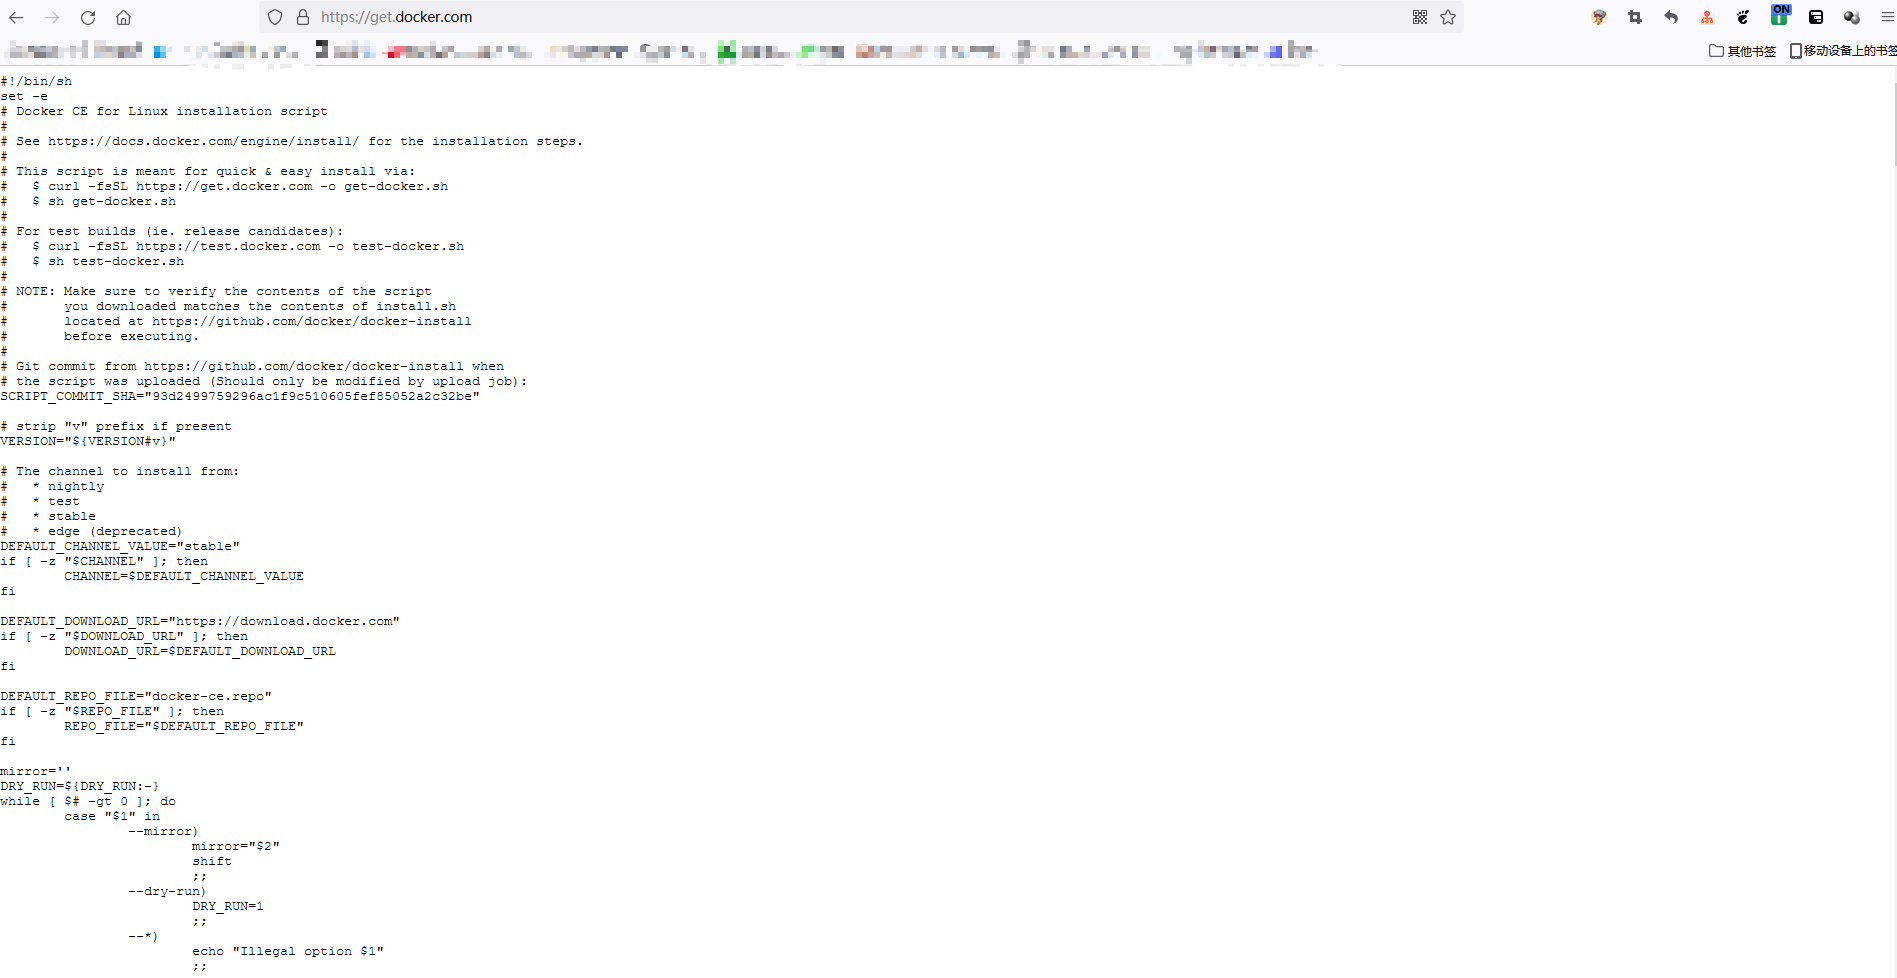 https://get.docker.com
ON
其他书签
移动设备上的书签
#!/bin/sh
set -e
# Docker CE for Linux installation script
#
# See https://docs.docker.com/engine/install/ for the installation steps.
#
# This script is meant for quick & easy install via:
#   $ curl -fsSL https://get.docker.com -o get-docker.sh
#   $ sh get-docker.sh
#
# For test builds (ie. release candidates):
#   $ curl -fsSL https://test.docker.com -o test-docker.sh
#   $ sh test-docker.sh
#
# NOTE: Make sure to verify the contents of the script
#       you downloaded matches the contents of install.sh
#       located at https://github.com/docker/docker-install
#       before executing.
#
# Git commit from https://github.com/docker/docker-install when
# the script was uploaded (Should only be modified by upload job):
SCRIPT_COMMIT_SHA="93d2499759296ac1f9c510605fef85052a2c32be"

# strip "v" prefix if present
VERSION="${VERSION#v}"

# The channel to install from:
#   * nightly
#   * test
#   * stable
#   * edge (deprecated)
DEFAULT_CHANNEL_VALUE="stable"
if [ -z "$CHANNEL" ]; then
        CHANNEL=$DEFAULT_CHANNEL_VALUE
fi

DEFAULT_DOWNLOAD_URL="https://download.docker.com"
if [ -z "$DOWNLOAD_URL" ]; then
        DOWNLOAD_URL=$DEFAULT_DOWNLOAD_URL
fi

DEFAULT_REPO_FILE="docker-ce.repo"
if [ -z "$REPO_FILE" ]; then
        REPO_FILE="$DEFAULT_REPO_FILE"
fi

mirror=''
DRY_RUN=${DRY_RUN:-}
while [ $# -gt 0 ]; do
        case "$1" in
                --mirror)
                        mirror="$2"
                        shift
                        ;;
                --dry-run)
                        DRY_RUN=1
                        ;;
                --*)
                        echo "Illegal option $1"
                        ;;